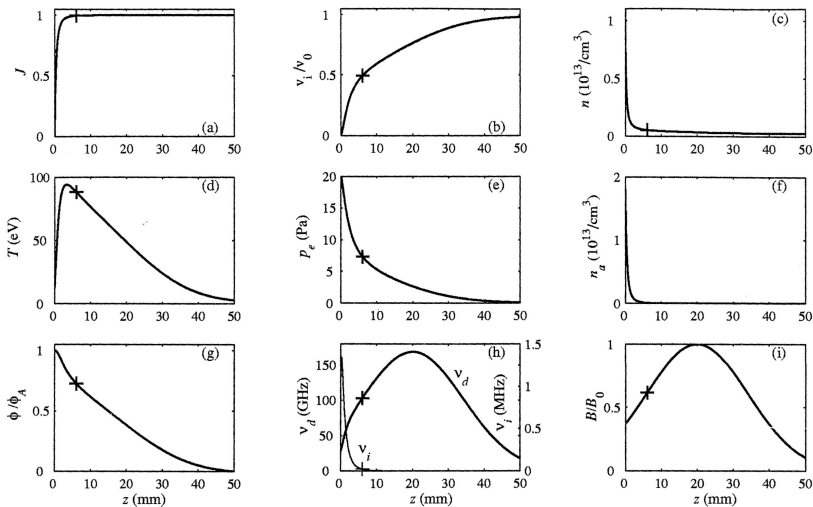 1
0.5
0
J
0 10 20 30 40 50
(a)
1
0.5
0
ν_i/ν_0
0 10 20 30 40 50
(b)
1
0.5
0
n (10^13/cm^3)
0 10 20 30 40 50
(c)
100
50
0
T (eV)
0 10 20 30 40 50
(d)
20
15
10
5
0
p_e (Pa)
0 10 20 30 40 50
(e)
2
1
0
n_a (10^13/cm^3)
0 10 20 30 40 50
(f)
1
0.5
0
ϕ/ϕ_A
0 10 20 30 40 50
z (mm)
(g)
150
100
50
0
ν_d (GHz)
ν_d
ν_i
1.5
1
0.5
0
ν_i (MHz)
0 10 20 30 40 50
z (mm)
(h)
1
0.5
0
B/B_0
0 10 20 30 40 50
z (mm)
(i)